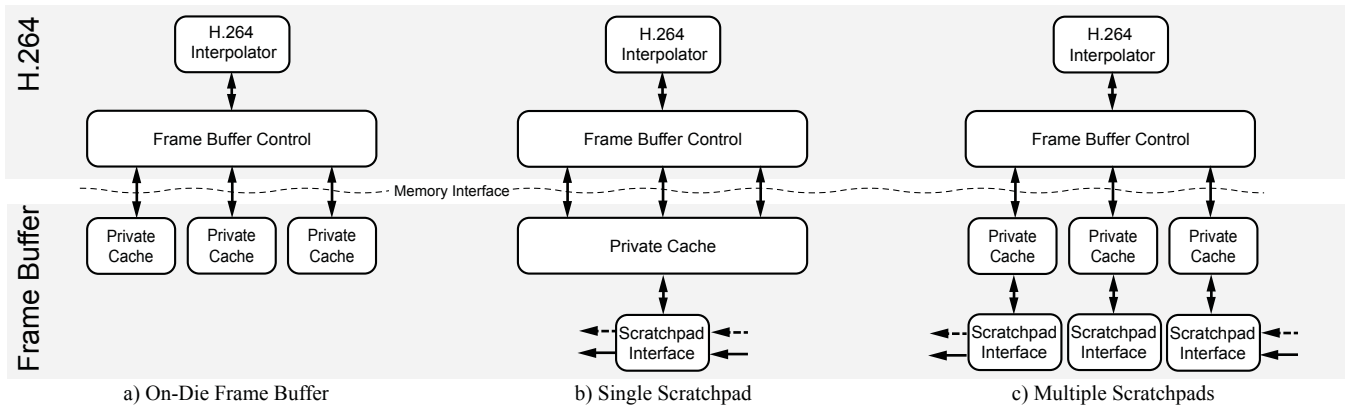 H.264
H.264
Interpolator
H.264
Interpolator
H.264
Interpolator
Frame Buffer Control
Frame Buffer Control
Frame Buffer Control
Memory Interface
Frame Buffer
Private
Cache
Private
Cache
Private
Cache
Private Cache
Private
Cache
Private
Cache
Private
Cache
Scratchpad
Interface
Scratchpad
Interface
Scratchpad
Interface
Scratchpad
Interface
a) On-Die Frame Buffer
b) Single Scratchpad
c) Multiple Scratchpads